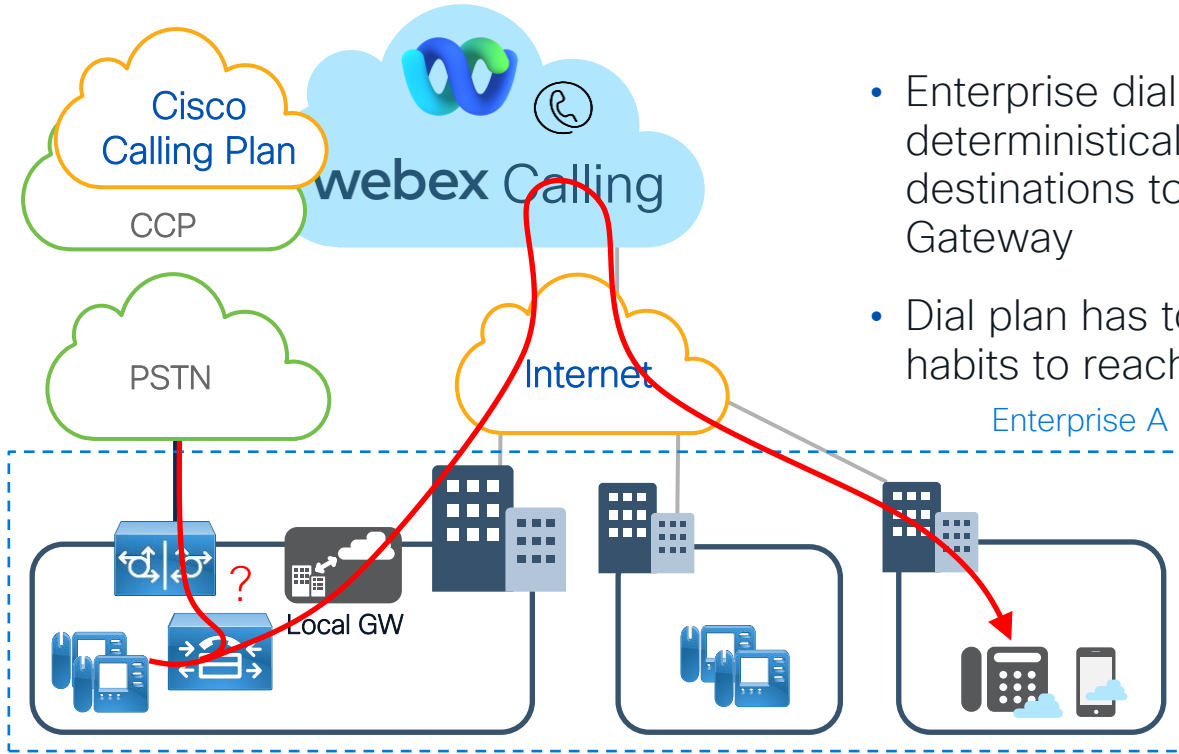 Cisco
Calling Plan
CCP
webex Calling
PSTN
Internet
• Enterprise dial
deterministical
destinations to
Gateway
• Dial plan has to
habits to reach
Enterprise A
?
Local GW